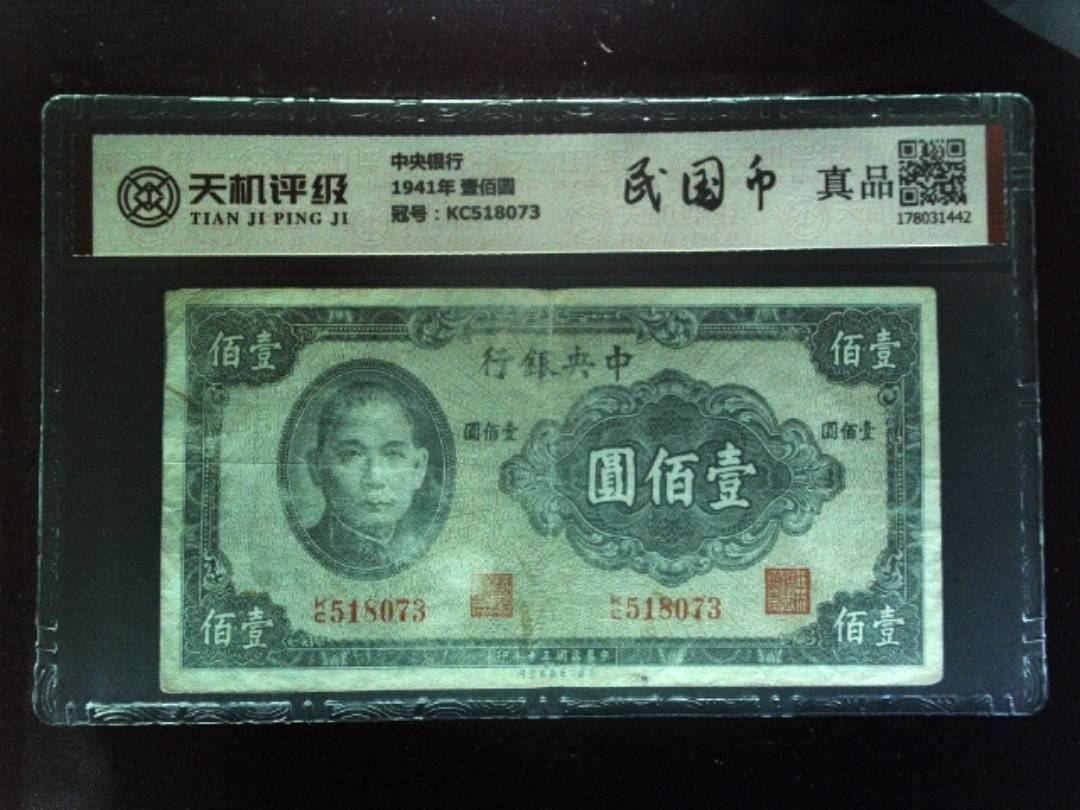 天机评级
TIAN JI PING JI
中央银行
1941年 壹佰圆
冠号：KC518073
民国币
真品
178031442
壹佰
壹佰
中央銀行
壹佰圓
壹佰圓
壹佰圓
KC518073
KC518073
壹佰
壹佰